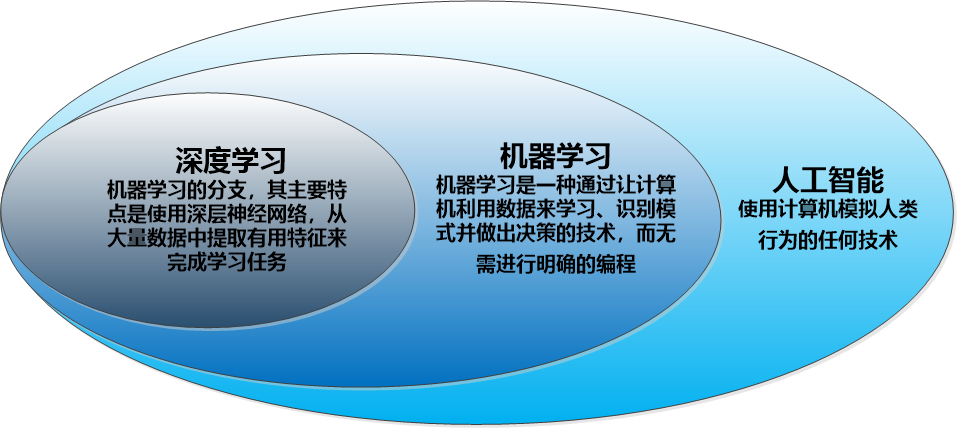 深度学习
机器学习的分支，其主要特
点是使用深层神经网络，从
大量数据中提取有用特征来
完成学习任务
机器学习
机器学习是一种通过让计算
机利用数据来学习、识别模
式并做出决策的技术，而无
需进行明确的编程
人工智能
使用计算机模拟人类
行为的任何技术